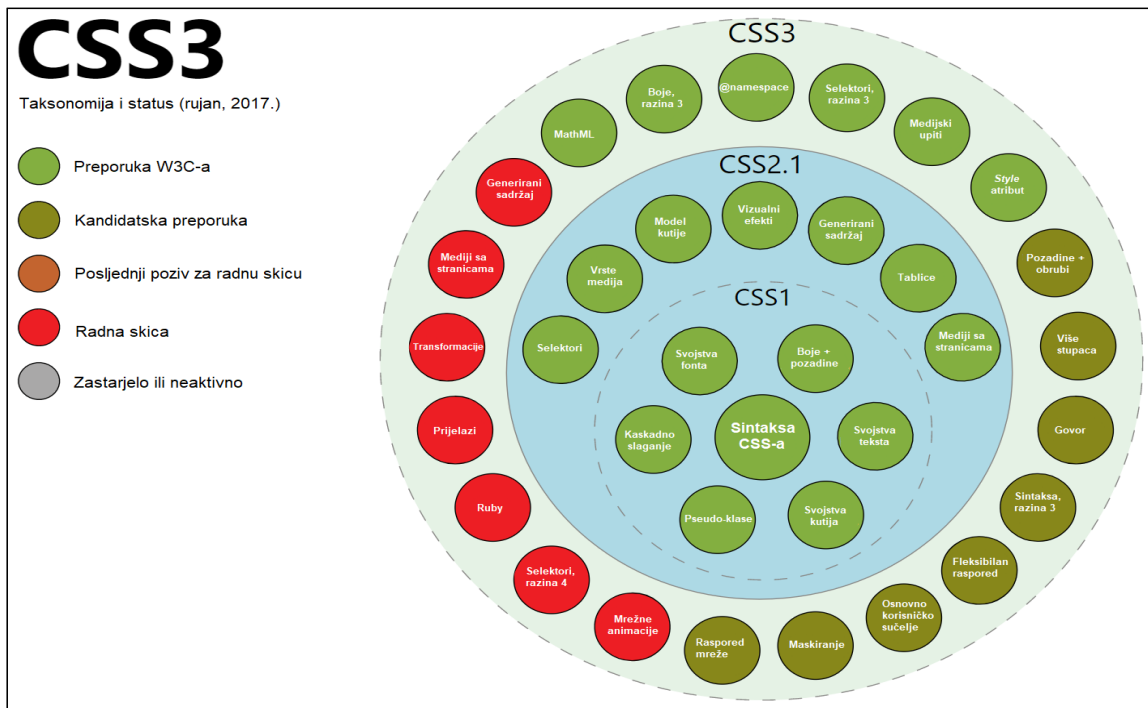 CSS3
Taksonomija i status (rujan, 2017.)
Preporuka W3C-a
Kandidatska preporuka
Posljednji poziv za radnu skicu
Radna skica
Zastarjelo ili neaktivno
CSS3
@namespace
Selektori,
razina 3
Medijski
upiti
Style
atribut
Pozadine +
obrubi
Više
stupaca
Govor
Sintaksa,
razina 3
Fleksibilan
raspored
Osnovno
korisničko
sučelje
Maskiranje
Raspored
mreže
Mrežne
animacije
Selektori,
razina 4
Ruby
Prijelazi
Transformacije
Mediji sa
stranicama
Generirani
sadržaj
MathML
Boje,
razina 3
CSS2.1
Selektori
Vrste
medija
Model
kutije
Vizualni
efekti
Generirani
sadržaj
Tablice
Mediji sa
stranicama
CSS1
Svojstva
fonta
Boje +
pozadine
Kaskadno
slaganje
Sintaksa
CSS-a
Svojstva
teksta
Pseudo-klase
Svojstva
kutija